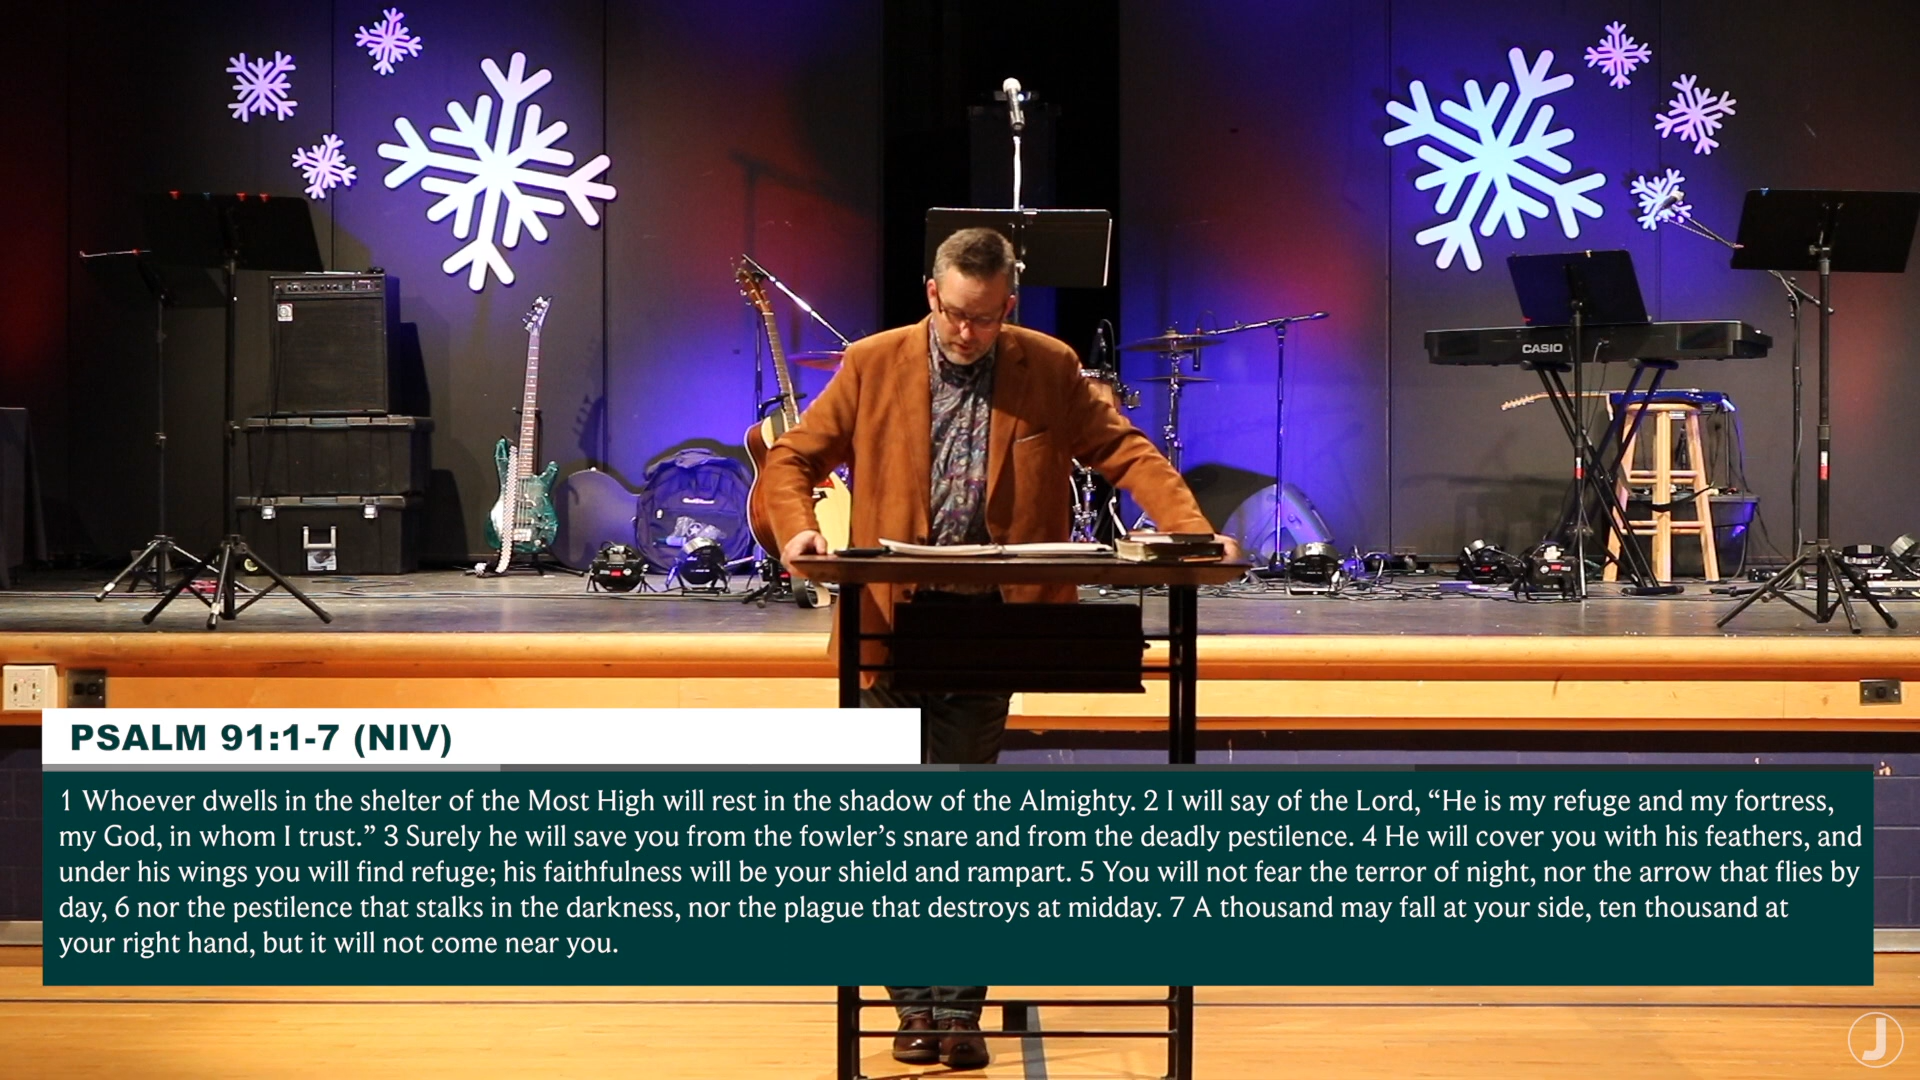 CASIO
PSALM 91:1-7 (NIV)
1 Whoever dwells in the shelter of the Most High will rest in the shadow of the Almighty. 2 I will say of the Lord, “He is my refuge and my fortress,
my God, in whom I trust.” 3 Surely he will save you from the fowler’s snare and from the deadly pestilence. 4 He will cover you with his feathers, and
under his wings you will find refuge; his faithfulness will be your shield and rampart. 5 You will not fear the terror of night, nor the arrow that flies by
day, 6 nor the pestilence that stalks in the darkness, nor the plague that destroys at midday. 7 A thousand may fall at your side, ten thousand at
your right hand, but it will not come near you.
J